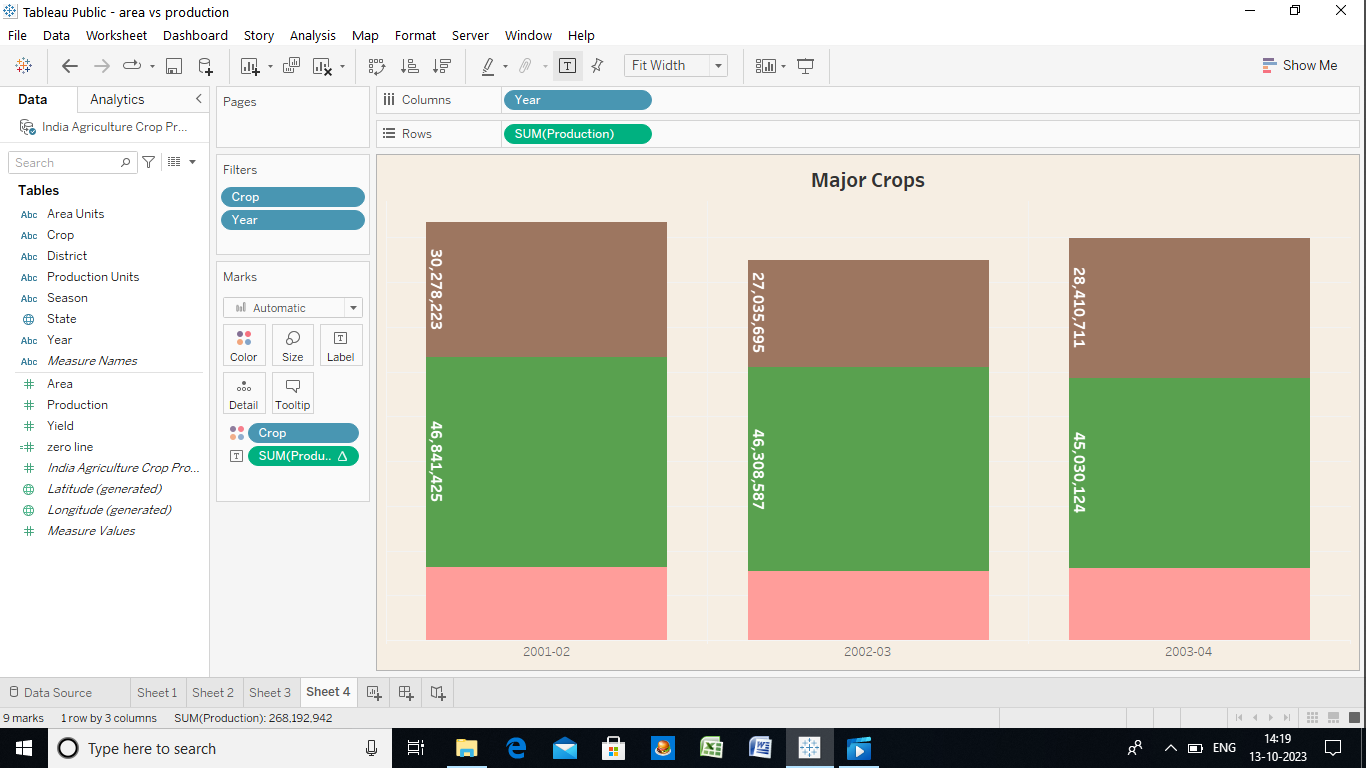 Tableau Public - area vs production
File Data Worksheet Dashboard Story Analysis Map Format Server Window Help
Fit Width
Show Me
Data Analytics
India Agriculture Crop Pr...
Search
Tables
Abc Area Units
Abc Crop
Abc District
Abc Production Units
Abc Season
State
Abc Year
Abc Measure Names
# Area
# Production
# Yield
=# zero line
# India Agriculture Crop Pro...
Latitude (generated)
Longitude (generated)
# Measure Values
Pages
Filters
Crop
Year
Marks
Automatic
Color Size Label
Detail Tooltip
Crop
SUM(Produ..
Columns Year
Rows SUM(Production)
Major Crops
30,278,223
46,841,425
27,035,695
46,308,587
28,410,711
45,030,124
2001-02 2002-03 2003-04
Data Source Sheet 1 Sheet 2 Sheet 3 Sheet 4
9 marks 1 row by 3 columns SUM(Production): 268,192,942
Type here to search
ENG
14:19
13-10-2023